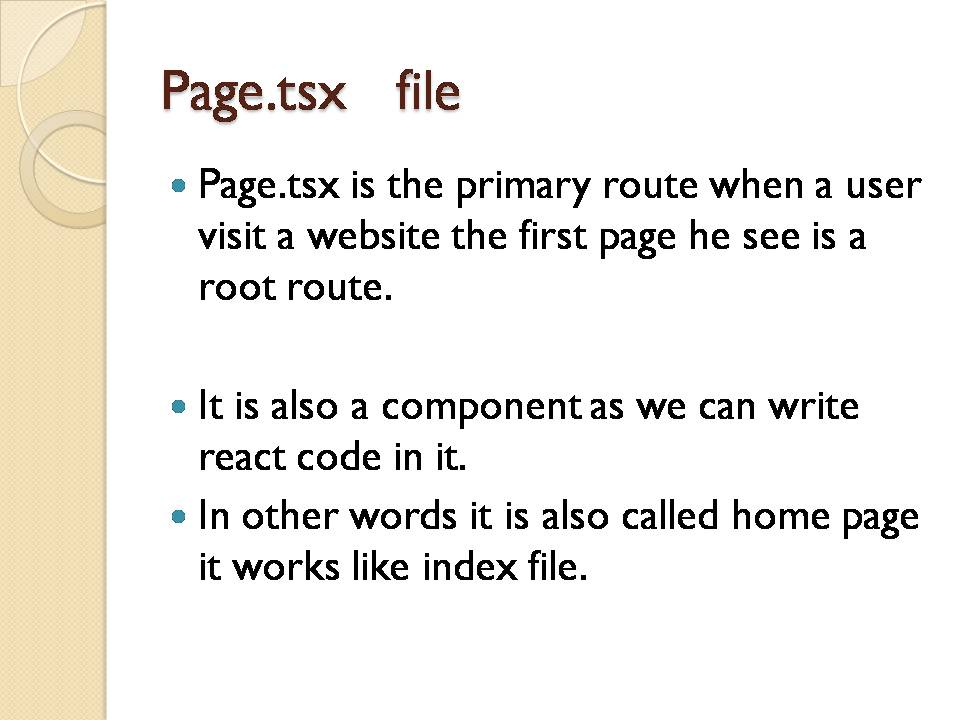 Page.tsx file
• Page.tsx is the primary route when a user
visit a website the first page he see is a
root route.
• It is also a component as we can write
react code in it.
• In other words it is also called home page
it works like index file.